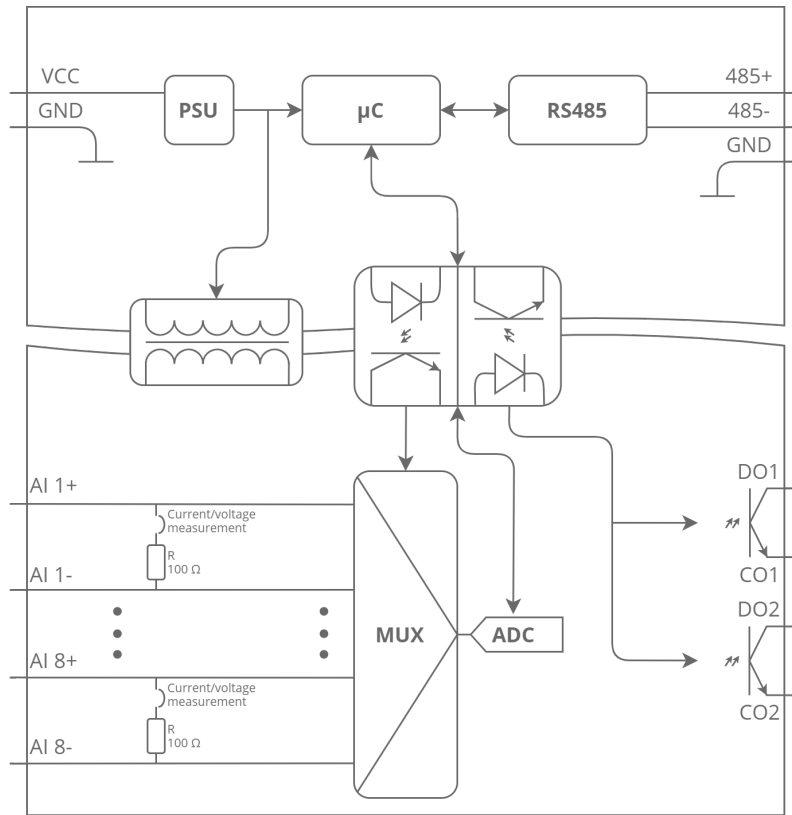 VCC
485+
PSU
µC
RS485
GND
485-
GND
AI 1+
DO1
Current/voltage
measurement
R
100 Ω
AI 1-
CO1
DO2
MUX
ADC
AI 8+
Current/voltage
measurement
CO2
R
100 Ω
AI 8-